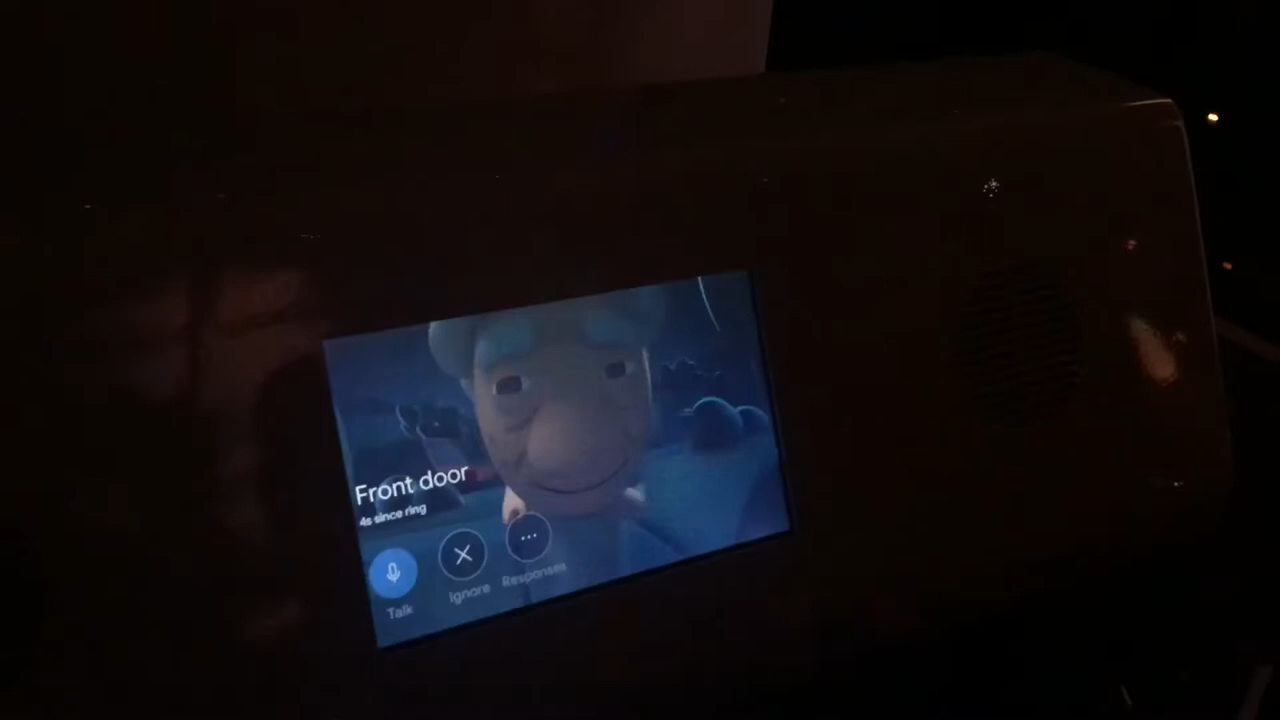 Front door
4s since ring
Talk
Ignore
Responses